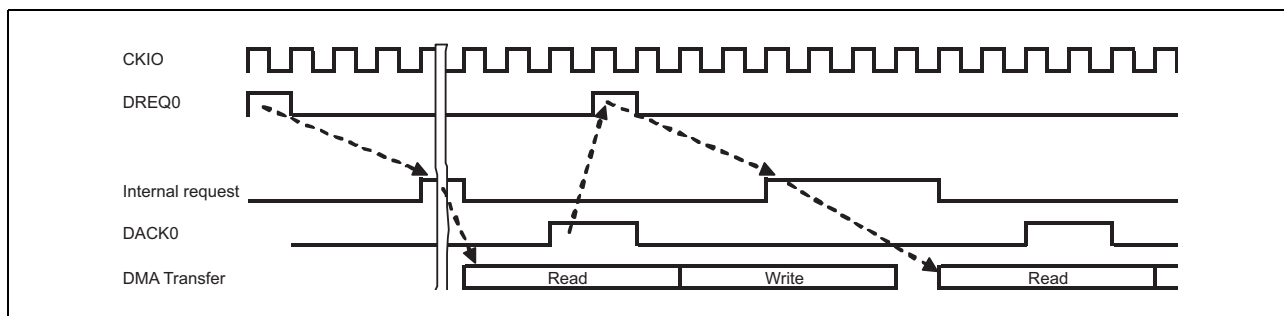 CKIO
DREQ0
Internal request
DACK0
DMA Transfer Read Write Read